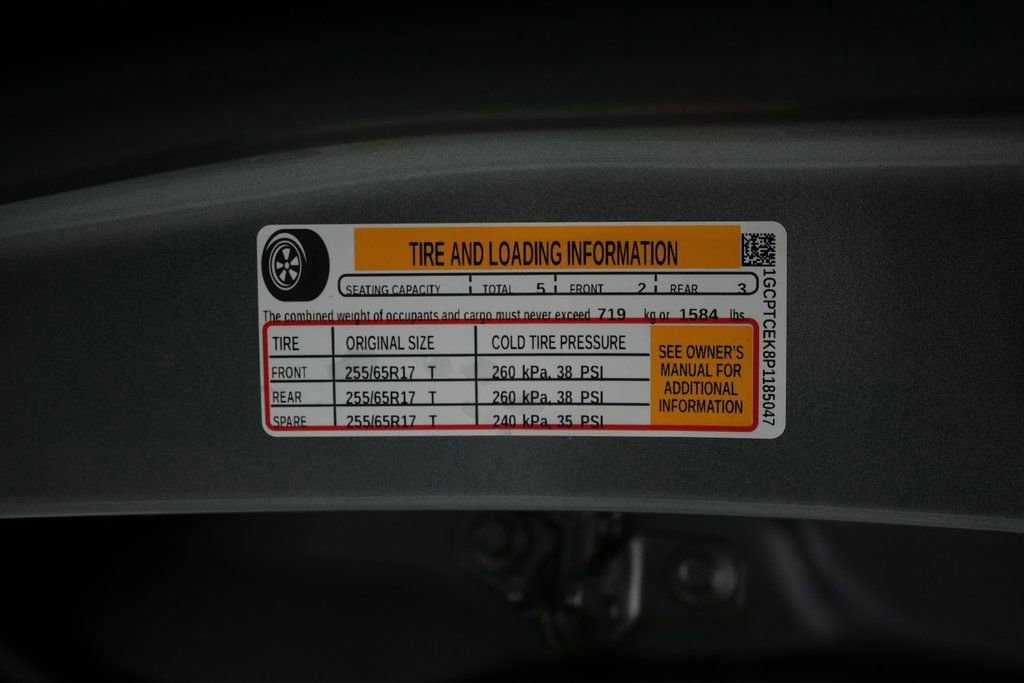 TIRE AND LOADING INFORMATION
SEATING CAPACITY TOTAL 5 FRONT 2 REAR 3
The combined weight of occupants and cargo must never exceed 719 kg or 1584 lbs
TIRE ORIGINAL SIZE COLD TIRE PRESSURE
FRONT 255/65R17 T 260 kPa, 38 PSI
REAR 255/65R17 T 260 kPa, 38 PSI
SPARE 255/65R17 T 240 kPa, 35 PSI
SEE OWNER'S
MANUAL FOR
ADDITIONAL
INFORMATION
1GCPTCEK8P1185047